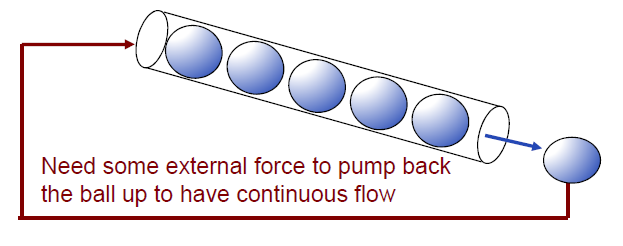 Need some external force to pump back
the ball up to have continuous flow